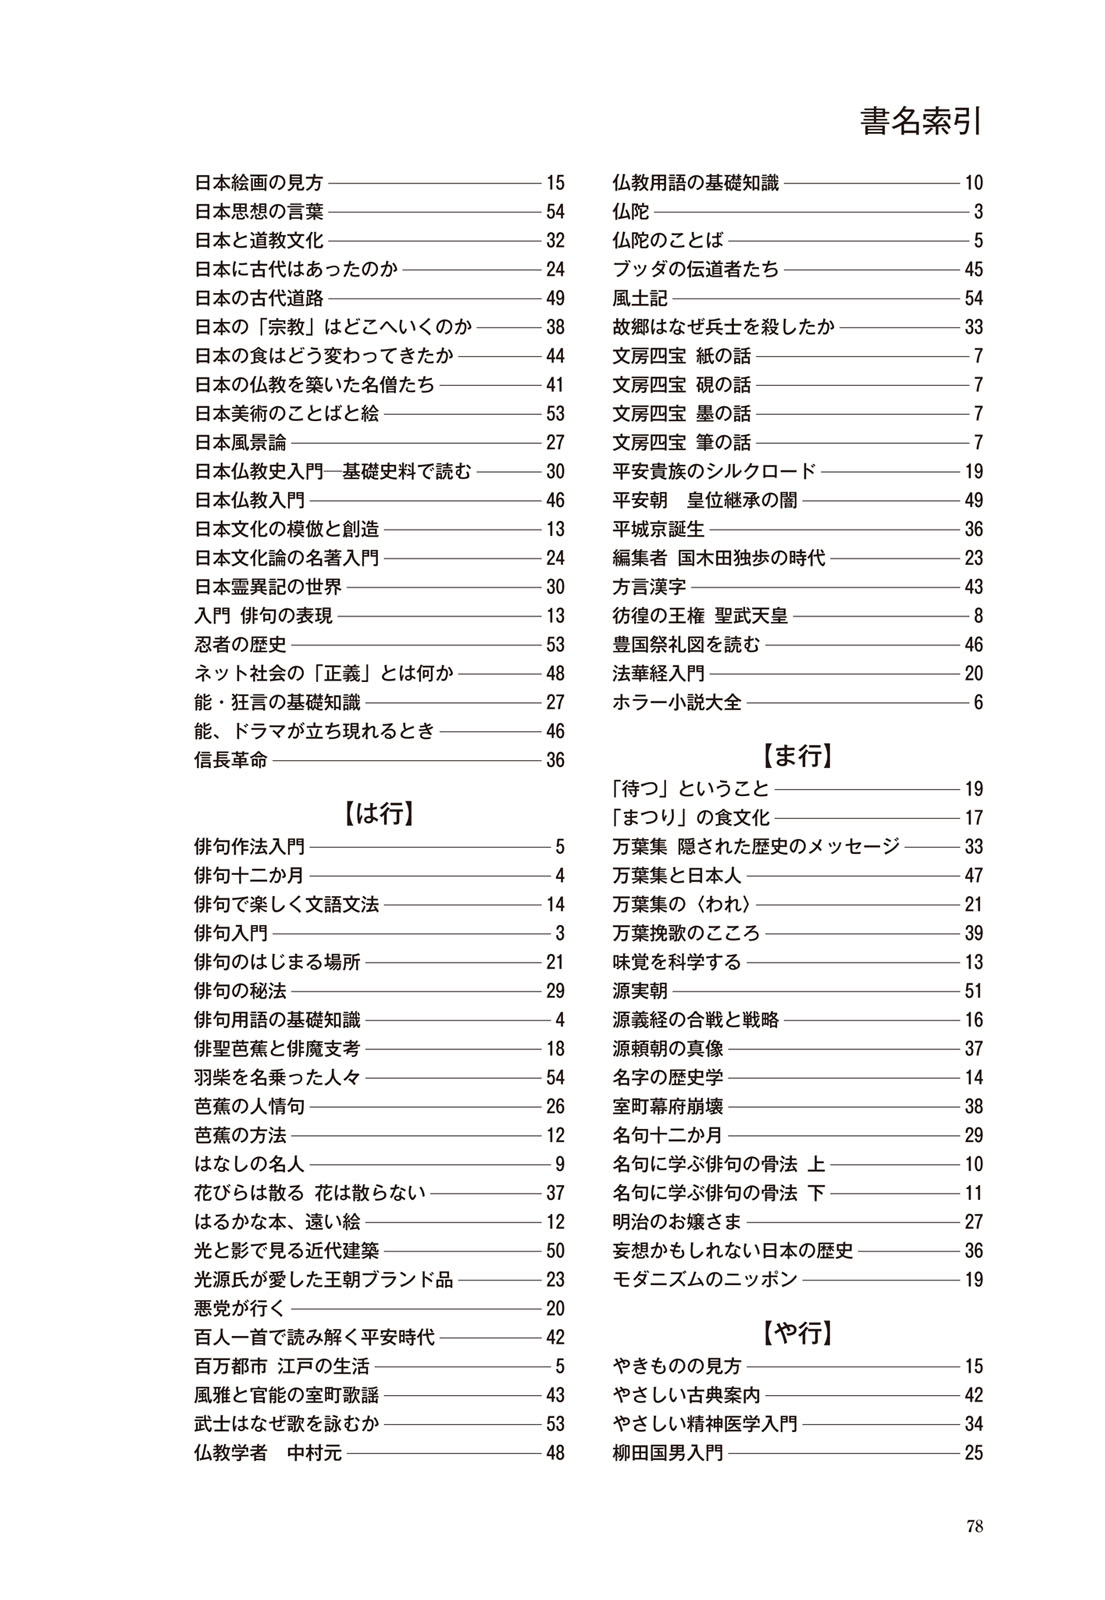 書名索引
日本絵画の見方 15
日本思想の言葉 54
日本と道教文化 32
日本に古代はあったのか 24
日本の古代道路 49
日本の「宗教」はどこへいくのか 38
日本の食はどう変わってきたか 44
日本の仏教を築いた名僧たち 41
日本美術のことばと絵 53
日本風景論 27
日本仏教史入門―基礎史料で読む 30
日本仏教入門 46
日本文化の模倣と創造 13
日本文化論の名著入門 24
日本霊異記の世界 30
入門 俳句の表現 13
忍者の歴史 53
ネット社会の「正義」とは何か 48
能・狂言の基礎知識 27
能、ドラマが立ち現れるとき 46
信長革命 36
【は行】
俳句作法入門 5
俳句十二か月 4
俳句で楽しく文語文法 14
俳句入門 3
俳句のはじまる場所 21
俳句の秘法 29
俳句用語の基礎知識 4
俳聖芭蕉と俳魔支考 18
羽柴を名乗った人々 54
芭蕉の人情句 26
芭蕉の方法 12
はなしの名人 9
花びらは散る 花は散らない 37
はるかな本、遠い絵 12
光と影で見る近代建築 50
光源氏が愛した王朝ブランド品 23
悪党が行く 20
百人一首で読み解く平安時代 42
百万都市 江戸の生活 5
風雅と官能の室町歌謡 43
武士はなぜ歌を詠むか 53
仏教学者　中村元 48
仏教用語の基礎知識 10
仏陀 3
仏陀のことば 5
ブッダの伝道者たち 45
風土記 54
故郷はなぜ兵士を殺したか 33
文房四宝 紙の話 7
文房四宝 硯の話 7
文房四宝 墨の話 7
文房四宝 筆の話 7
平安貴族のシルクロード 19
平安朝　皇位継承の闇 49
平城京誕生 36
編集者 国木田独歩の時代 23
方言漢字 43
彷徨の王権 聖武天皇 8
豊国祭礼図を読む 46
法華経入門 20
ホラー小説大全 6
【ま行】
「待つ」ということ 19
「まつり」の食文化 17
万葉集 隠された歴史のメッセージ 33
万葉集と日本人 47
万葉集の〈われ〉 21
万葉挽歌のこころ 39
味覚を科学する 13
源実朝 51
源義経の合戦と戦略 16
源頼朝の真像 37
名字の歴史学 14
室町幕府崩壊 38
名句十二か月 29
名句に学ぶ俳句の骨法 上 10
名句に学ぶ俳句の骨法 下 11
明治のお嬢さま 27
妄想かもしれない日本の歴史 36
モダニズムのニッポン 19
【や行】
やきものの見方 15
やさしい古典案内 42
やさしい精神医学入門 34
柳田国男入門 25
78